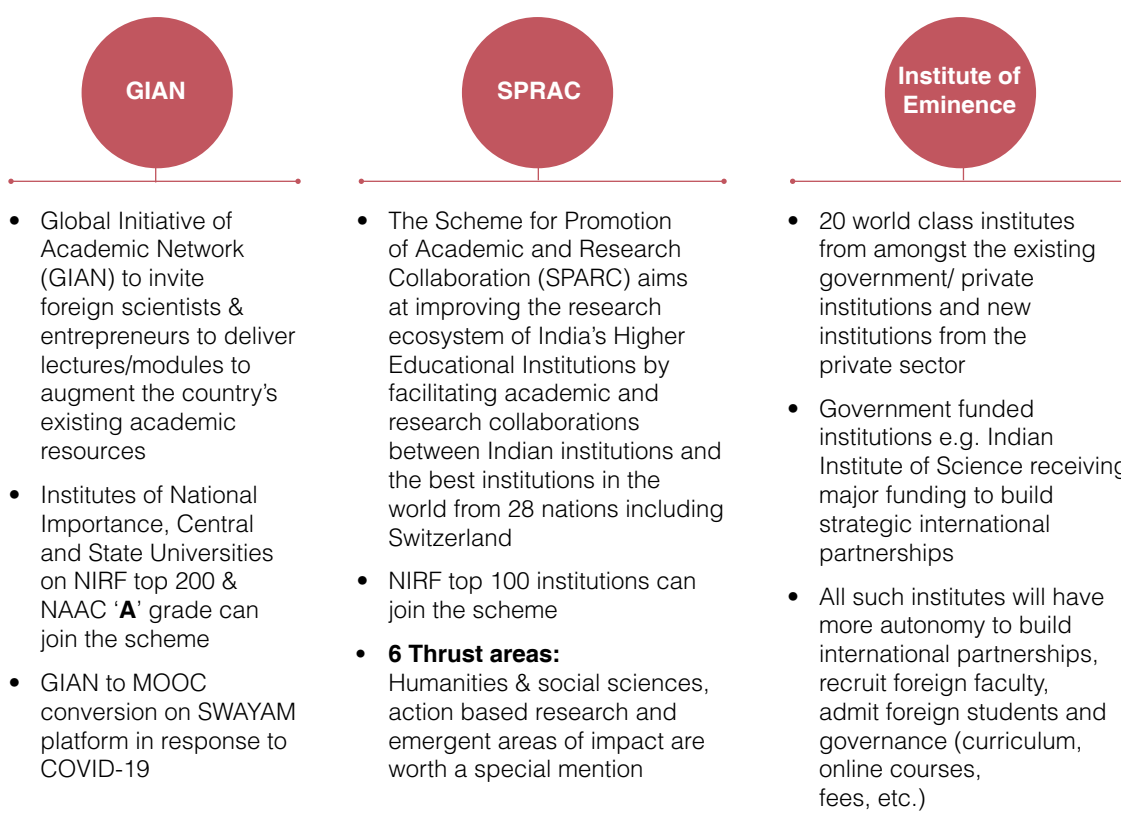 GIAN
• Global Initiative of
Academic Network
(GIAN) to invite
foreign scientists &
entrepreneurs to deliver
lectures/modules to
augment the country’s
existing academic
resources
• Institutes of National
Importance, Central
and State Universities
on NIRF top 200 &
NAAC ‘A’ grade can
join the scheme
• GIAN to MOOC
conversion on SWAYAM
platform in response to
COVID-19
SPRAC
• The Scheme for Promotion
of Academic and Research
Collaboration (SPARC) aims
at improving the research
ecosystem of India’s Higher
Educational Institutions by
facilitating academic and
research collaborations
between Indian institutions and
the best institutions in the
world from 28 nations including
Switzerland
• NIRF top 100 institutions can
join the scheme
• 6 Thrust areas:
Humanities & social sciences,
action based research and
emergent areas of impact are
worth a special mention
Institute of
Eminence
• 20 world class institutes
from amongst the existing
government/ private
institutions and new
institutions from the
private sector
• Government funded
institutions e.g. Indian
Institute of Science receiving
major funding to build
strategic international
partnerships
• All such institutes will have
more autonomy to build
international partnerships,
recruit foreign faculty,
admit foreign students and
governance (curriculum,
online courses,
fees, etc.)